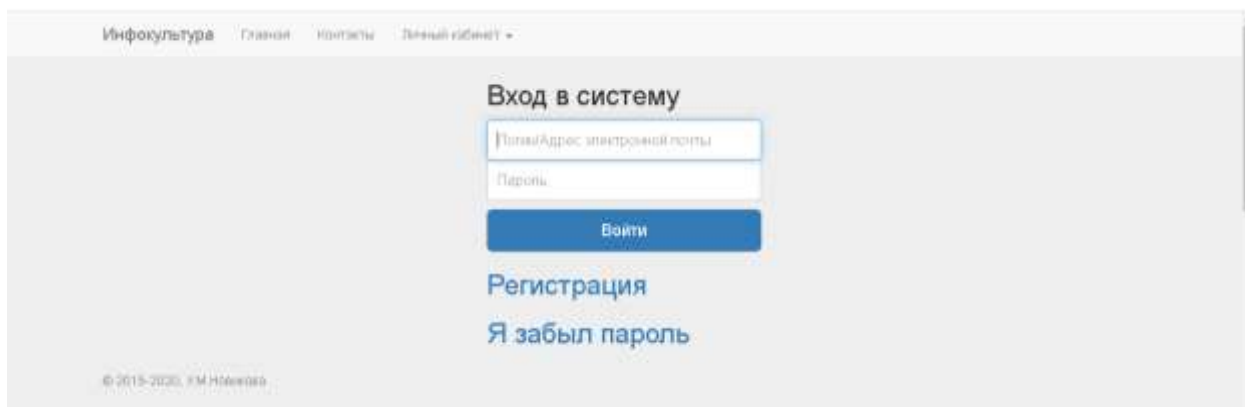 Инфокультура Главная Контакты Личный кабинет
Вход в систему
Логин/Адрес электронной почты
Пароль
Войти
Регистрация
Я забыл пароль
© 2015-2020,